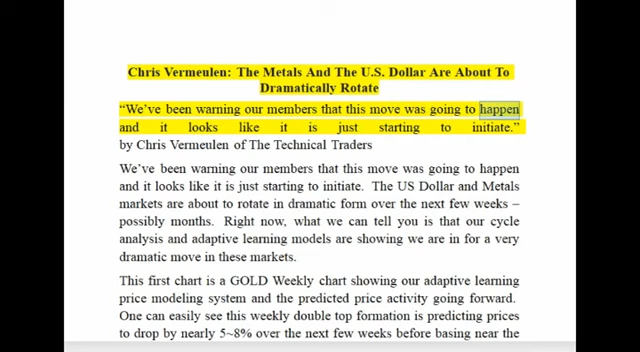 Chris Vermeulen: The Metals And The U.S. Dollar Are About To
Dramatically Rotate
“We’ve been warning our members that this move was going to happen
and it looks like it is just starting to initiate.”
by Chris Vermeulen of The Technical Traders
We’ve been warning our members that this move was going to happen
and it looks like it is just starting to initiate. The US Dollar and Metals
markets are about to rotate in dramatic form over the next few weeks –
possibly months. Right now, what we can tell you is that our cycle
analysis and adaptive learning models are showing we are in for a very
dramatic move in these markets.
This first chart is a GOLD Weekly chart showing our adaptive learning
price modeling system and the predicted price activity going forward.
One can easily see this weekly double top formation is predicting prices
to drop by nearly 5~8% over the next few weeks before basing near the